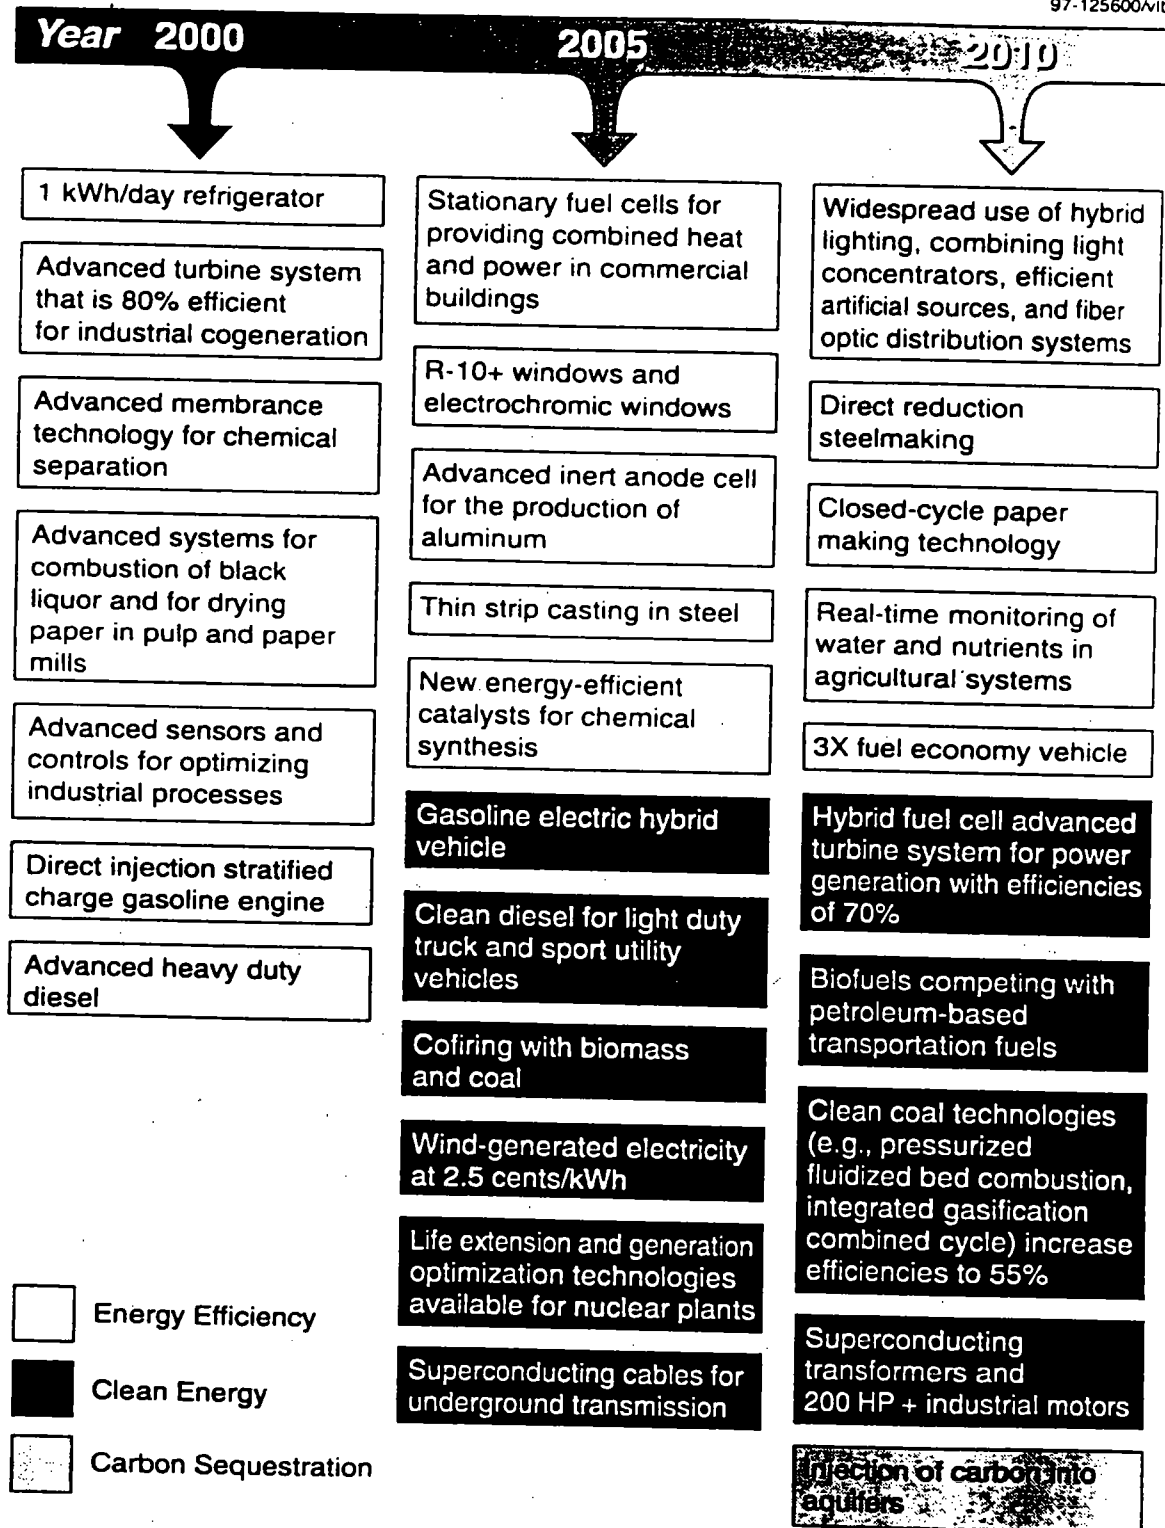 97-125600/vit
Year 2000
2005
2010
1 kWh/day refrigerator
Advanced turbine system
that is 80% efficient
for industrial cogeneration
Advanced membrance
technology for chemical
separation
Advanced systems for
combustion of black
liquor and for drying
paper in pulp and paper
mills
Advanced sensors and
controls for optimizing
industrial processes
Direct injection stratified
charge gasoline engine
Advanced heavy duty
diesel
Stationary fuel cells for
providing combined heat
and power in commercial
buildings
R-10+ windows and
electrochromic windows
Advanced inert anode cell
for the production of
aluminum
Thin strip casting in steel
New energy-efficient
catalysts for chemical
synthesis
Gasoline electric hybrid
vehicle
Clean diesel for light duty
truck and sport utility
vehicles
Cofiring with biomass
and coal
Wind-generated electricity
at 2.5 cents/kWh
Life extension and generation
optimization technologies
available for nuclear plants
Superconducting cables for
underground transmission
Widespread use of hybrid
lighting, combining light
concentrators, efficient
artificial sources, and fiber
optic distribution systems
Direct reduction
steelmaking
Closed-cycle paper
making technology
Real-time monitoring of
water and nutrients in
agricultural systems
3X fuel economy vehicle
Hybrid fuel cell advanced
turbine system for power
generation with efficiencies
of 70%
Biofuels competing with
petroleum-based
transportation fuels
Clean coal technologies
(e.g., pressurized
fluidized bed combustion,
integrated gasification
combined cycle) increase
efficiencies to 55%
Superconducting
transformers and
200 HP + industrial motors
Injection of carbon into
aquifers
Energy Efficiency
Clean Energy
Carbon Sequestration